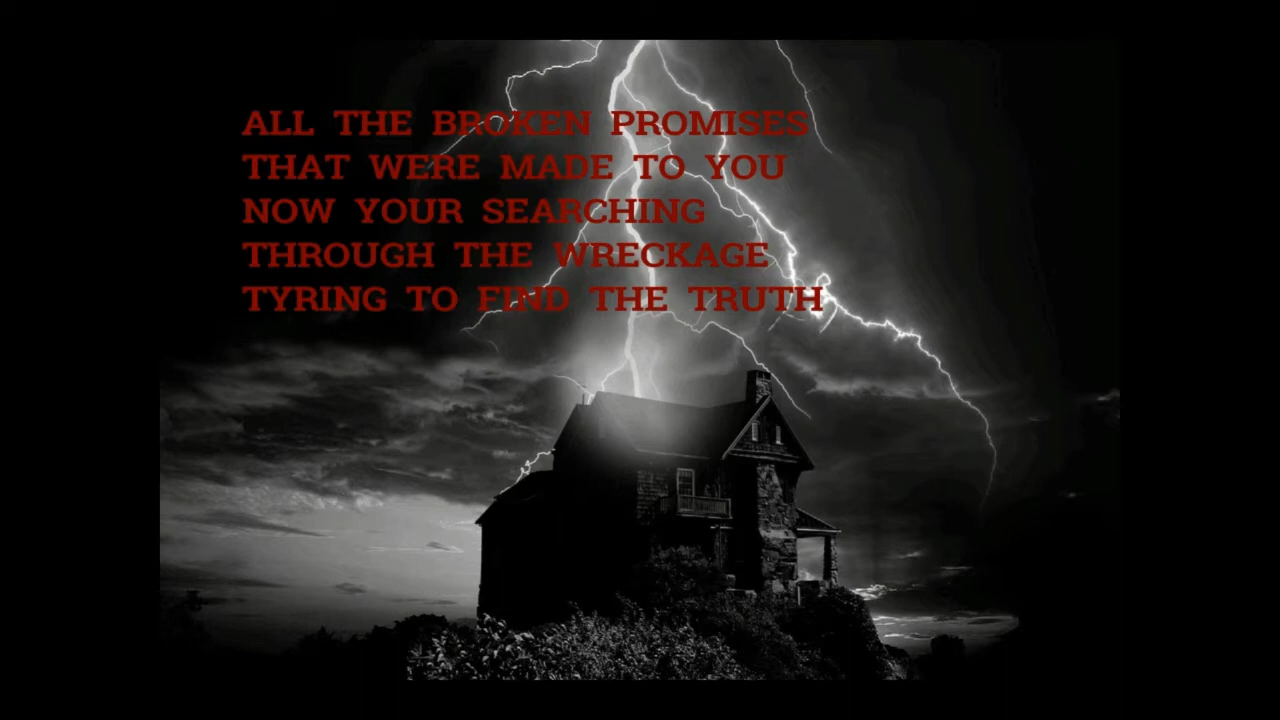 ALL THE BROKEN PROMISES
THAT WERE MADE TO YOU
NOW YOUR SEARCHING
THROUGH THE WRECKAGE
TYRING TO FIND THE TRUTH